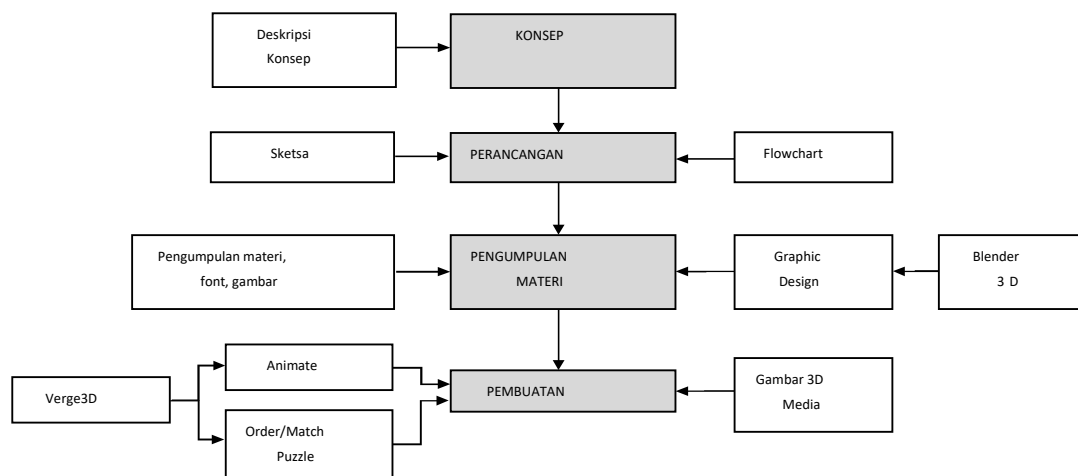 Deskripsi
Konsep
KONSEP
Sketsa
PERANCANGAN
Flowchart
Pengumpulan materi,
font, gambar
PENGUMPULAN
MATERI
Graphic
Design
Blender
3 D
Verge3D
Animate
Order/Match
Puzzle
PEMBUATAN
Gambar 3D
Media